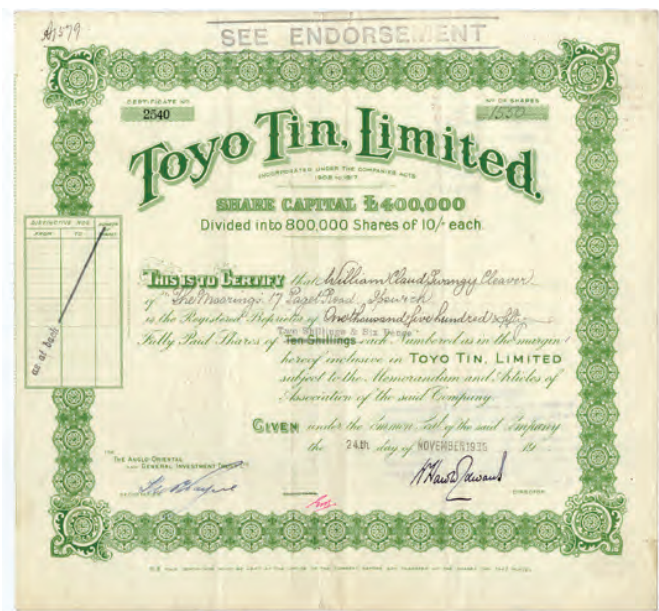 A1579
SEE ENDORSEMENT
CERTIFICATE NO.
2540
NO OF SHARES
1550
Toyo Tin, Limited.
INCORPORATED UNDER THE COMPANIES ACTS
1908 TO 1917
SHARE CAPITAL £400,000
Divided into 800,000 Shares of 10/- each.
DISTINCTIVE NOS.
FROM TO
as at back
THIS IS TO CERTIFY that William Claud Swangy Cleaver
of "The Moorings" 17 Paget Road, Ipswich
is the Registered Proprietor of One thousand five hundred & fifty
Two Shillings & Six Pence
Fully Paid Shares of Ten Shillings each Numbered as in the margin
hereof inclusive in TOYO TIN, LIMITED
subject to the Memorandum and Articles of
Association of the said Company.
GIVEN under the Common Seal of the said Company
the 24th day of NOVEMBER 1936 19
THE ANGLO-ORIENTAL
AND GENERAL INVESTMENT TRUST
DIRECTOR